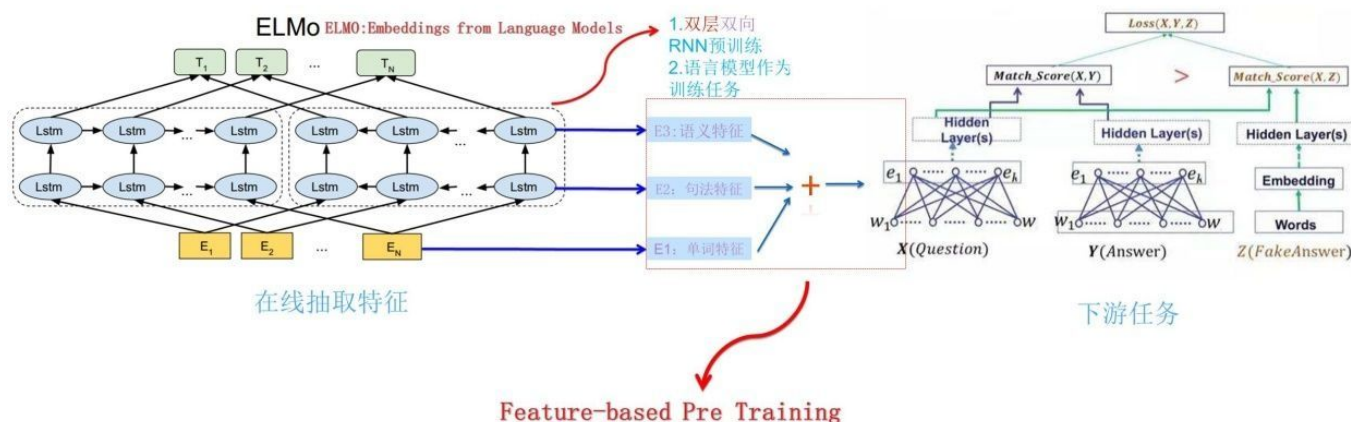 ELMo ELMO:Embeddings from Language Models
T1 T2 ... TN
Lstm Lstm ... Lstm Lstm Lstm ... Lstm
Lstm Lstm ... Lstm Lstm Lstm ... Lstm
E1 E2 ... EN
在线抽取特征
1.双层双向
RNN预训练
2.语言模型作为
训练任务
E3:语义特征
E2: 句法特征
+
E1: 单词特征
Loss(X,Y,Z)
Match_Score(X,Y) > Match_Score(X,Z)
Hidden
Layer(s)
Hidden Layer(s)
Hidden Layer(s)
e1 ..... ..... ek
e1 ..... ..... ek
Embedding
w1 ..... ..... w
w1 ..... ..... w
Words
X(Question)
Y(Answer)
Z(FakeAnswer)
下游任务
Feature-based Pre Training